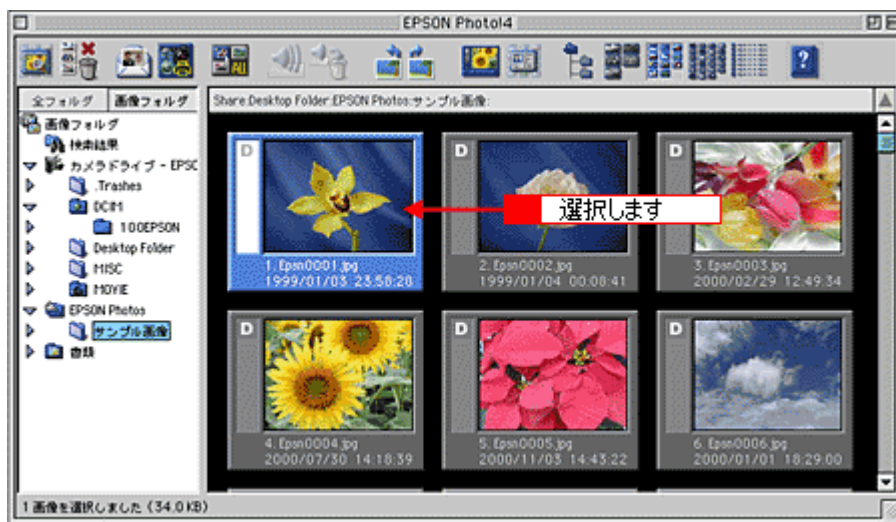 EPSON Photo!4
ALL
?
全フォルダ 画像フォルダ
Share:Desktop Folder:EPSON Photos:サンプル画像:
画像フォルダ
検索結果
カメラドライブ - EPSC
.Trashes
DCIM1
100EPSON
Desktop Folder
MISC
MOVIE
EPSON Photos
サンプル画像
書類
D
1. Epsn0001.jpg
1999/01/03 23:58:28
D
2. Epsn0002.jpg
1999/01/04 00:08:41
D
3. Epsn0003.jpg
2000/02/29 12:49:34
選択します
D
4. Epsn0004.jpg
2000/07/30 14:18:39
D
5. Epsn0005.jpg
2000/11/03 14:43:22
D
6. Epsn0006.jpg
2000/01/01 18:29:00
1 画像を選択しました (34.0 KB)